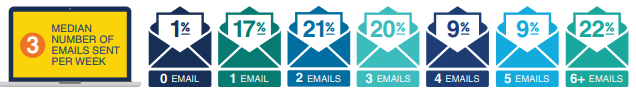 3
MEDIAN
NUMBER OF
EMAILS SENT
PER WEEK
1%
0 EMAIL
17%
1 EMAIL
21%
2 EMAILS
20%
3 EMAILS
9%
4 EMAILS
9%
5 EMAILS
22%
6+ EMAILS